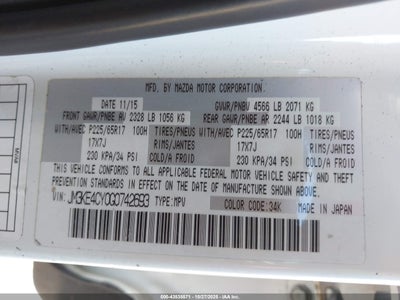 MFD. BY MAZDA MOTOR CORPORATION.
DATE 11/15 GVWR/PNBV 4566 LB 2071 KG
FRONT GAWR/PNBE AV 2328 LB 1056 KG REAR GAWR/PNBE AR 2244 LB 1018 KG
WITH/AVEC P225/65R17 100H TIRES/PNEUS WITH/AVEC P225/65R17 100H TIRES/PNEUS
17X7J RIMS/JANTES 17X7J RIMS/JANTES
230 KPA/34 PSI COLD/A FROID 230 KPA/34 PSI COLD/A FROID
THIS VEHICLE CONFORMS TO ALL APPLICABLE FEDERAL MOTOR VEHICLE
SAFETY, BUMPER, AND THEFT PREVENTION STANDARDS IN EFFECT ON
THE DATE OF MANUFACTURE SHOWN ABOVE.
VIN: JM3KE4CY0G0742693 TYPE:MPV COLOR CODE:34K MADE IN JAPAN